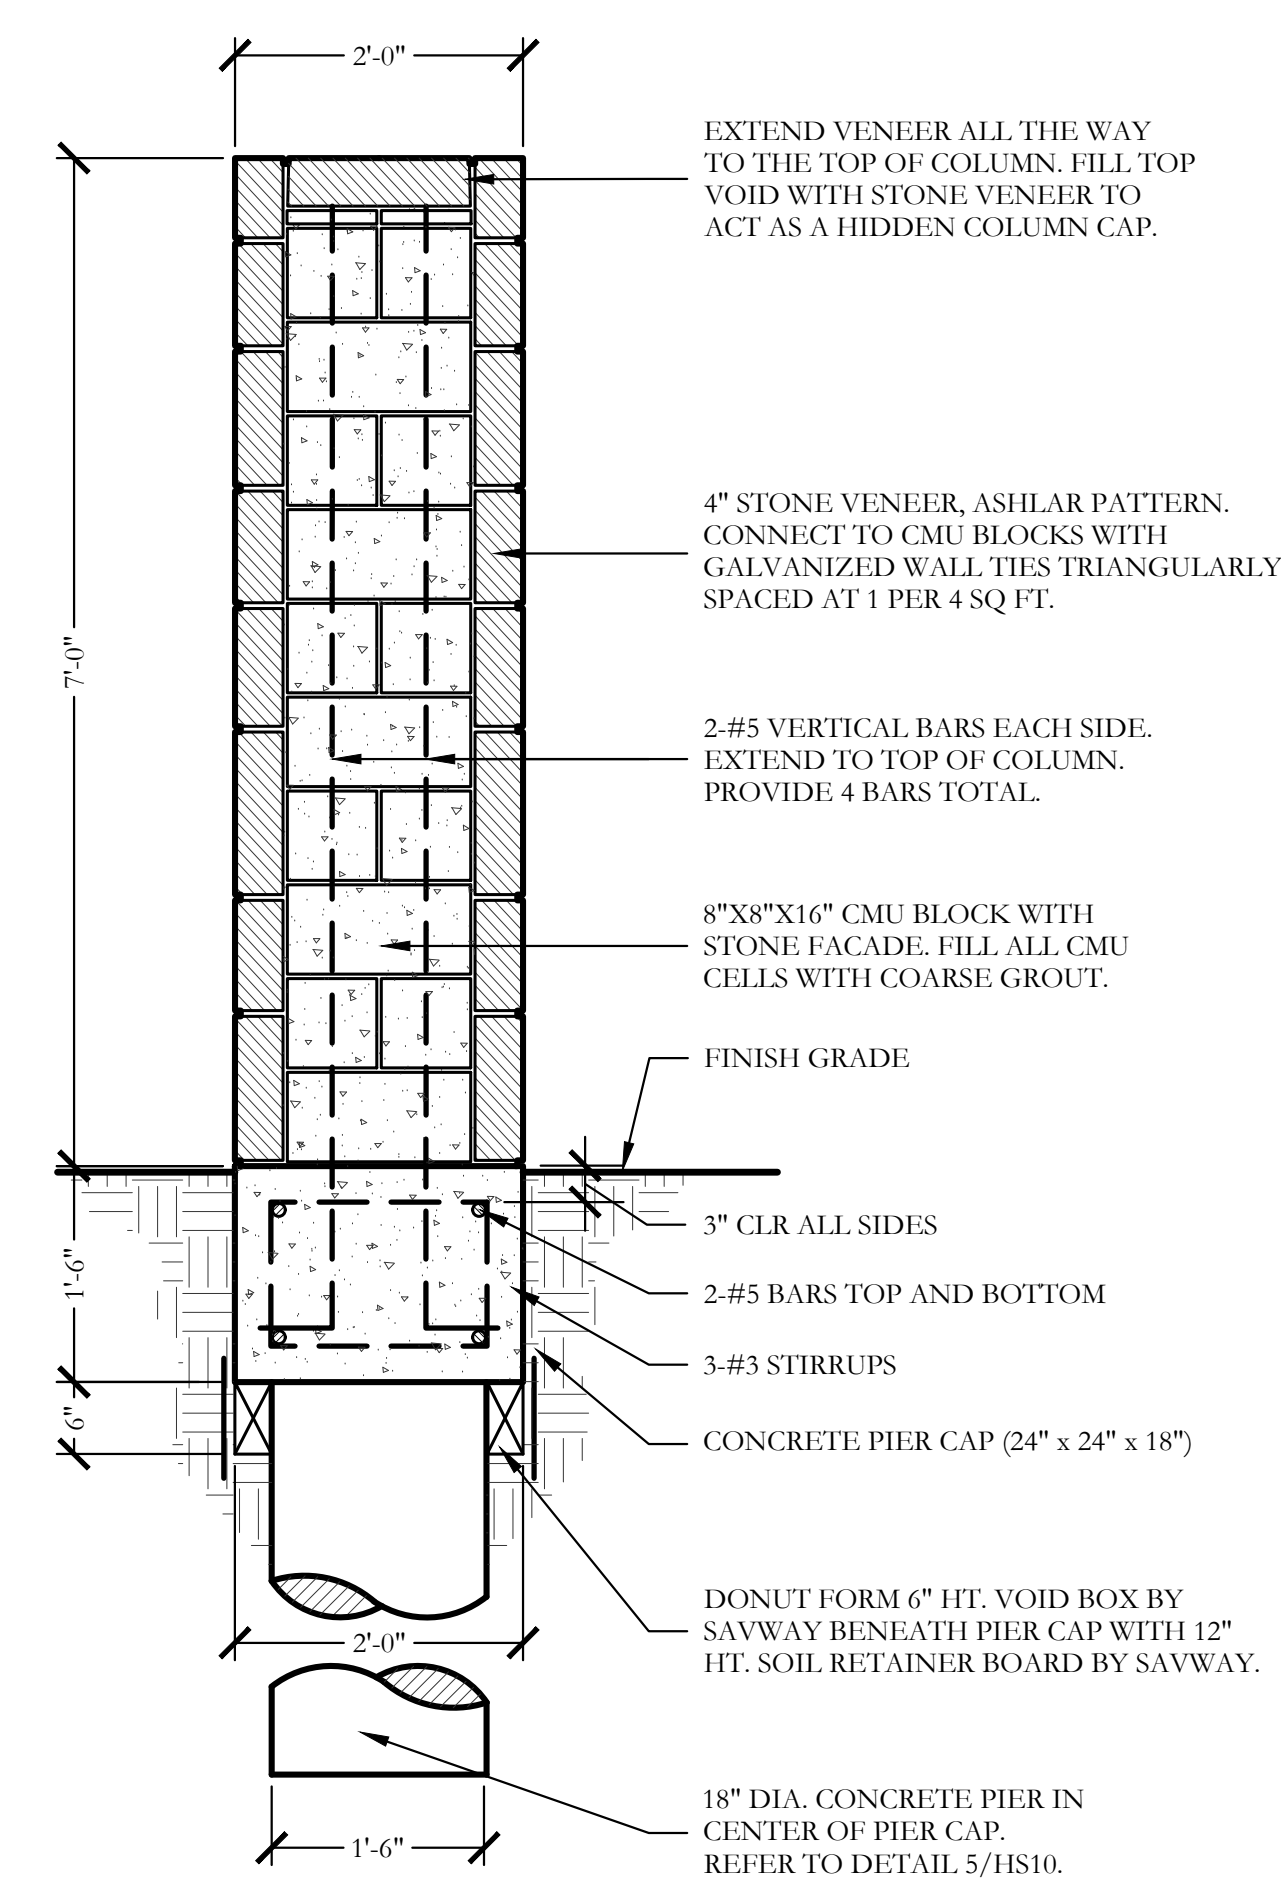 2'-0"
EXTEND VENEER ALL THE WAY
TO THE TOP OF COLUMN. FILL TOP
VOID WITH STONE VENEER TO
ACT AS A HIDDEN COLUMN CAP.
4" STONE VENEER, ASHLAR PATTERN.
CONNECT TO CMU BLOCKS WITH
GALVANIZED WALL TIES TRIANGULARLY
SPACED AT 1 PER 4 SQ FT.
7'-0"
2-#5 VERTICAL BARS EACH SIDE.
EXTEND TO TOP OF COLUMN.
PROVIDE 4 BARS TOTAL.
8"X8"X16" CMU BLOCK WITH
STONE FACADE. FILL ALL CMU
CELLS WITH COARSE GROUT.
FINISH GRADE
3" CLR ALL SIDES
1'-6"
2-#5 BARS TOP AND BOTTOM
3-#3 STIRRUPS
6"
CONCRETE PIER CAP (24" x 24" x 18")
DONUT FORM 6" HT. VOID BOX BY
SAVWAY BENEATH PIER CAP WITH 12"
HT. SOIL RETAINER BOARD BY SAVWAY.
2'-0"
18" DIA. CONCRETE PIER IN
CENTER OF PIER CAP.
REFER TO DETAIL 5/HS10.
1'-6"